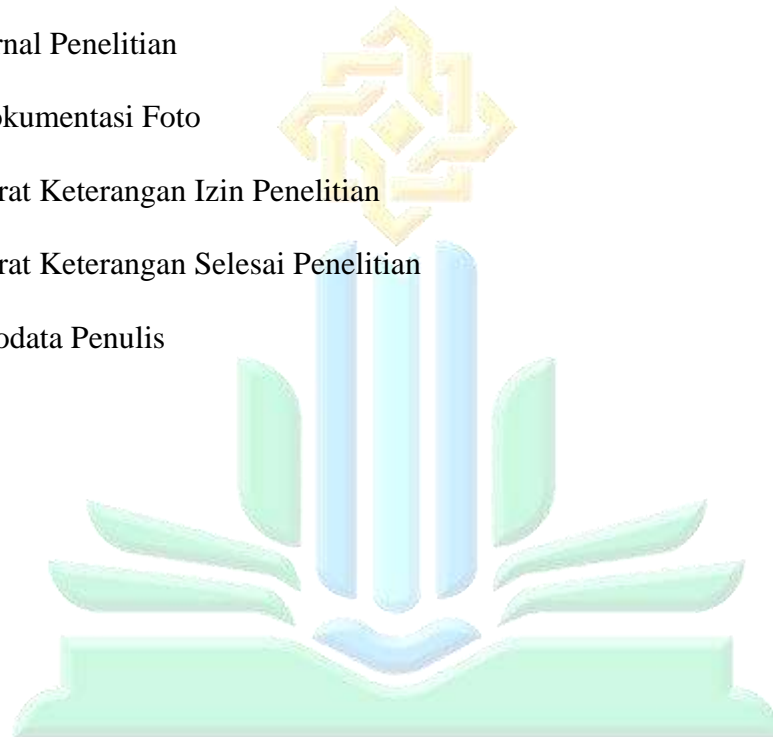 rnal Penelitian
okumentasi Foto
rat Keterangan Izin Penelitian
rat Keterangan Selesai Penelitian
odata Penulis